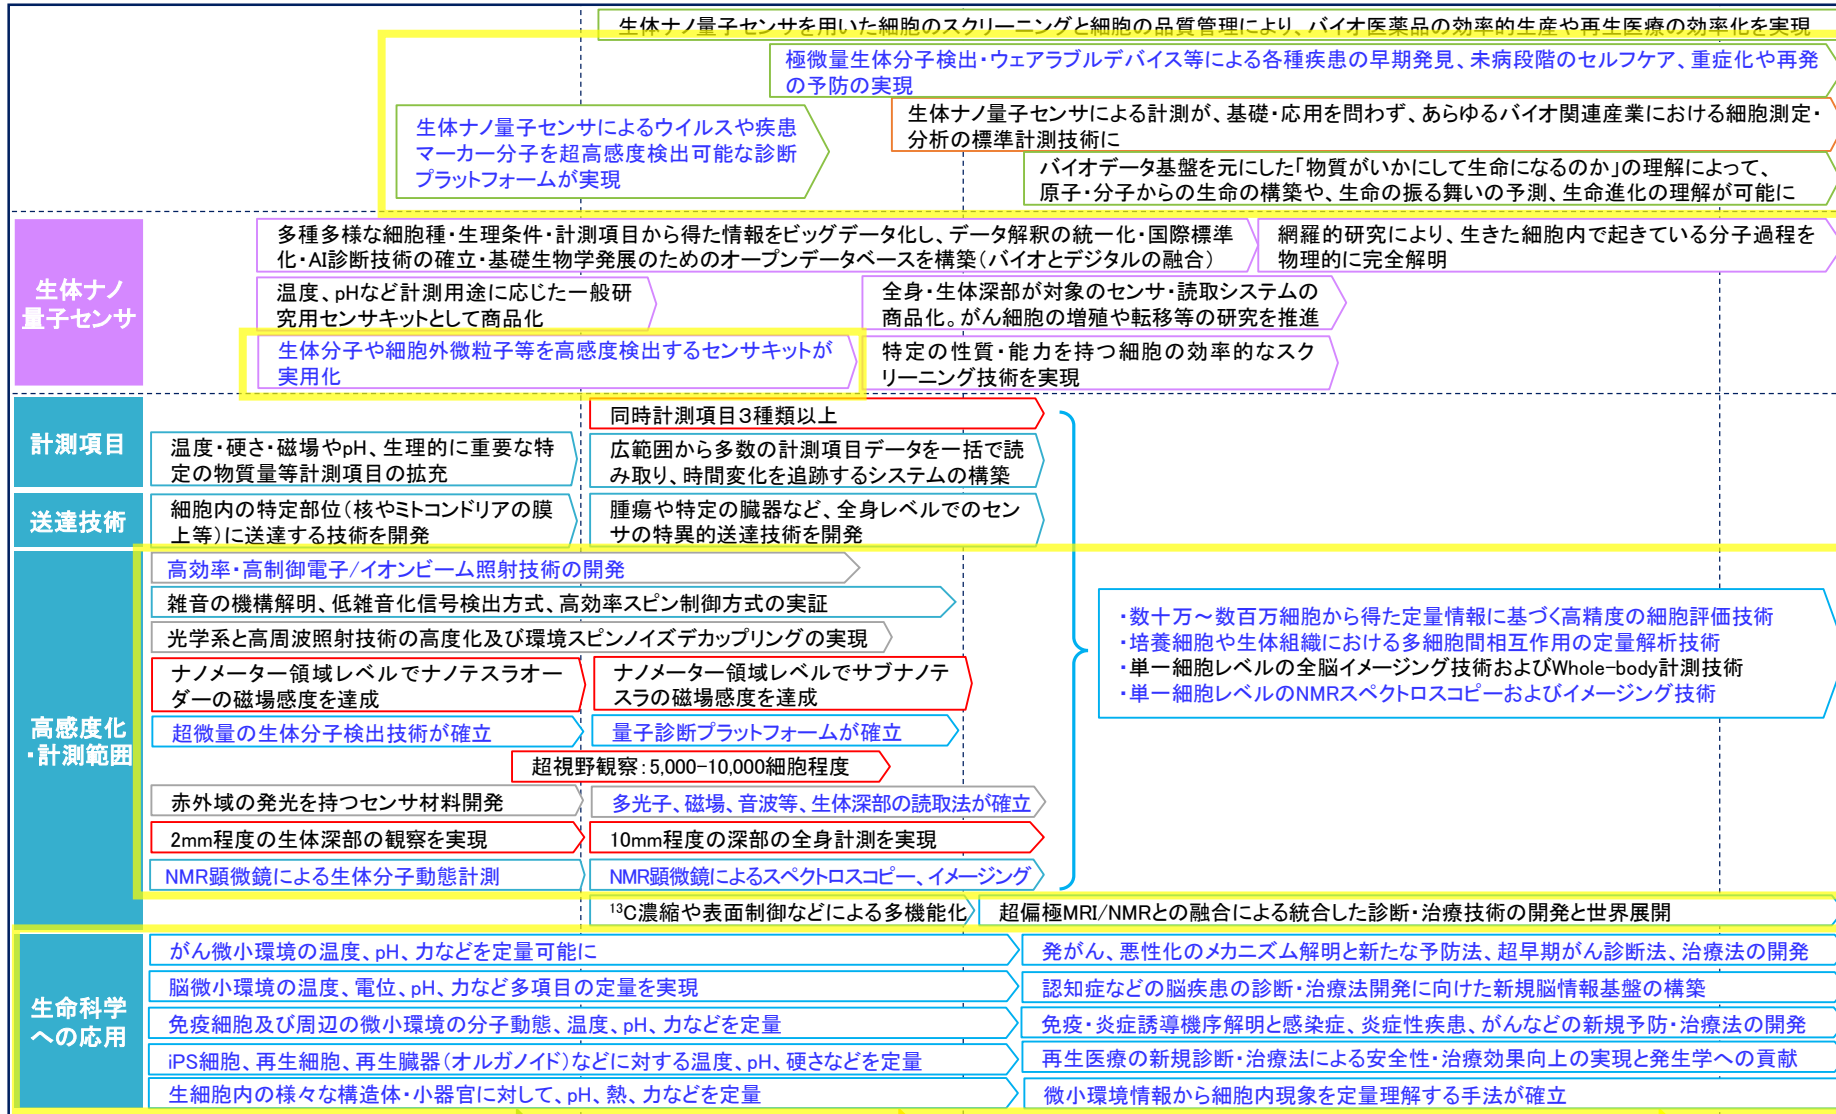 生体ナノ量子センサを用いた細胞のスクリーニングと細胞の品質管理により、バイオ医薬品の効率的生産や再生医療の効率化を実現
極微量生体分子検出・ウェアラブルデバイス等による各種疾患の早期発見、未病段階のセルフケア、重症化や再発
の予防の実現
生体ナノ量子センサによるウイルスや疾患
マーカー分子を超高感度検出可能な診断
プラットフォームが実現
生体ナノ量子センサによる計測が、基礎・応用を問わず、あらゆるバイオ関連産業における細胞測定・
分析の標準計測技術に
バイオデータ基盤を元にした「物質がいかにして生命になるのか」の理解によって、
原子・分子からの生命の構築や、生命の振る舞いの予測、生命進化の理解が可能に
生体ナノ
量子センサ
多種多様な細胞種・生理条件・計測項目から得た情報をビッグデータ化し、データ解釈の統一化・国際標準
化・AI診断技術の確立・基礎生物学発展のためのオープンデータベースを構築(バイオとデジタルの融合)
網羅的研究により、生きた細胞内で起きている分子過程を
物理的に完全解明
温度、pHなど計測用途に応じた一般研
究用センサキットとして商品化
全身・生体深部が対象のセンサ・読取システムの
商品化。がん細胞の増殖や転移等の研究を推進
生体分子や細胞外微粒子等を高感度検出するセンサキットが
実用化
特定の性質・能力を持つ細胞の効率的なスク
リーニング技術を実現
計測項目
同時計測項目3種類以上
温度・硬さ・磁場やpH、生理的に重要な特
定の物質量等計測項目の拡充
広範囲から多数の計測項目データを一括で読
み取り、時間変化を追跡するシステムの構築
送達技術
細胞内の特定部位(核やミトコンドリアの膜
上等)に送達する技術を開発
腫瘍や特定の臓器など、全身レベルでのセン
サの特異的送達技術を開発
高感度化
・計測範囲
高効率・高制御電子/イオンビーム照射技術の開発
雑音の機構解明、低雑音化信号検出方式、高効率スピン制御方式の実証
光学系と高周波照射技術の高度化及び環境スピンノイズデカップリングの実現
ナノメーター領域レベルでナノテスラオー
ダーの磁場感度を達成
ナノメーター領域レベルでサブナノテ
スラの磁場感度を達成
超微量の生体分子検出技術が確立
量子診断プラットフォームが確立
超視野観察：5,000-10,000細胞程度
赤外域の発光を持つセンサ材料開発
多光子、磁場、音波等、生体深部の読取法が確立
2mm程度の生体深部の観察を実現
10mm程度の深部の全身計測を実現
NMR顕微鏡による生体分子動態計測
NMR顕微鏡によるスペクトロスコピー、イメージング
・数十万～数百万細胞から得た定量情報に基づく高精度の細胞評価技術
・培養細胞や生体組織における多細胞間相互作用の定量解析技術
・単一細胞レベルの全脳イメージング技術およびWhole-body計測技術
・単一細胞レベルのNMRスペクトロスコピーおよびイメージング技術
¹³C濃縮や表面制御などによる多機能化
超偏極MRI/NMRとの融合による統合した診断・治療技術の開発と世界展開
生命科学
への応用
がん微小環境の温度、pH、力などを定量可能に
発がん、悪性化のメカニズム解明と新たな予防法、超早期がん診断法、治療法の開発
脳微小環境の温度、電位、pH、力など多項目の定量を実現
認知症などの脳疾患の診断・治療法開発に向けた新規脳情報基盤の構築
免疫細胞及び周辺の微小環境の分子動態、温度、pH、力などを定量
免疫・炎症誘導機序解明と感染症、炎症性疾患、がんなどの新規予防・治療法の開発
iPS細胞、再生細胞、再生臓器(オルガノイド)などに対する温度、pH、硬さなどを定量
再生医療の新規診断・治療法による安全性・治療効果向上の実現と発生学への貢献
生細胞内の様々な構造体・小器官に対して、pH、熱、力などを定量
微小環境情報から細胞内現象を定量理解する手法が確立